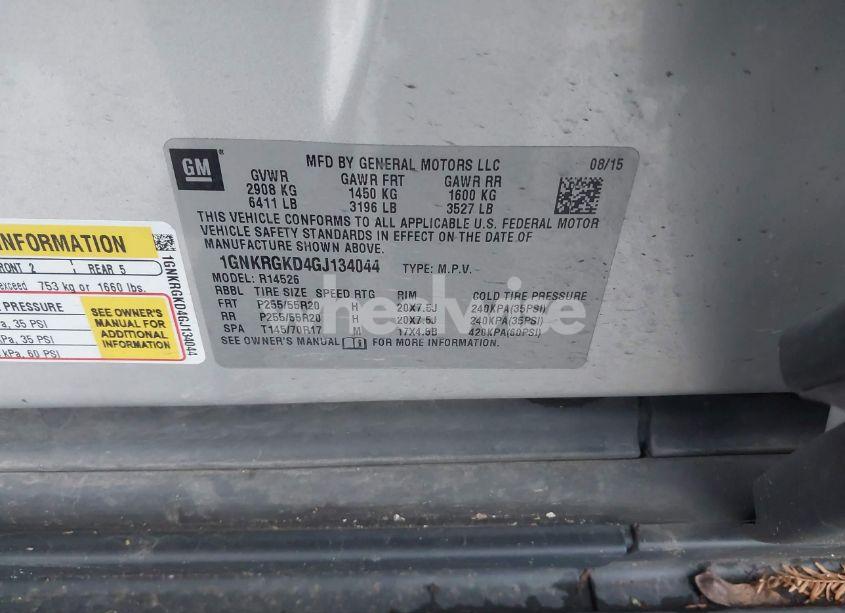 GM
MFD BY GENERAL MOTORS LLC 08/15
GVWR GAWR FRT GAWR RR
2908 KG 1450 KG 1600 KG
6411 LB 3196 LB 3527 LB
THIS VEHICLE CONFORMS TO ALL APPLICABLE U.S. FEDERAL MOTOR
VEHICLE SAFETY STANDARDS IN EFFECT ON THE DATE OF
MANUFACTURE SHOWN ABOVE.
1GNKRGKD4GJ134044 TYPE: M.P.V.
MODEL: R14526
RBBL TIRE SIZE SPEED RTG RIM COLD TIRE PRESSURE
FRT P255/55R20 H 20X7.5J 240KPA(35PSI)
RR P255/55R20 H 20X7.5J 240KPA(35PSI)
SPA T145/70R17 M 17X4.5B 420KPA(60PSI)
SEE OWNER'S MANUAL FOR MORE INFORMATION.
INFORMATION
FRONT 2 REAR 5
exceed 753 kg or 1660 lbs.
E PRESSURE
a, 35 PSI
Pa, 35 PSI
kPa, 60 PSI
SEE OWNER'S
MANUAL FOR
ADDITIONAL
INFORMATION
1GNKRGKD4GJ134044